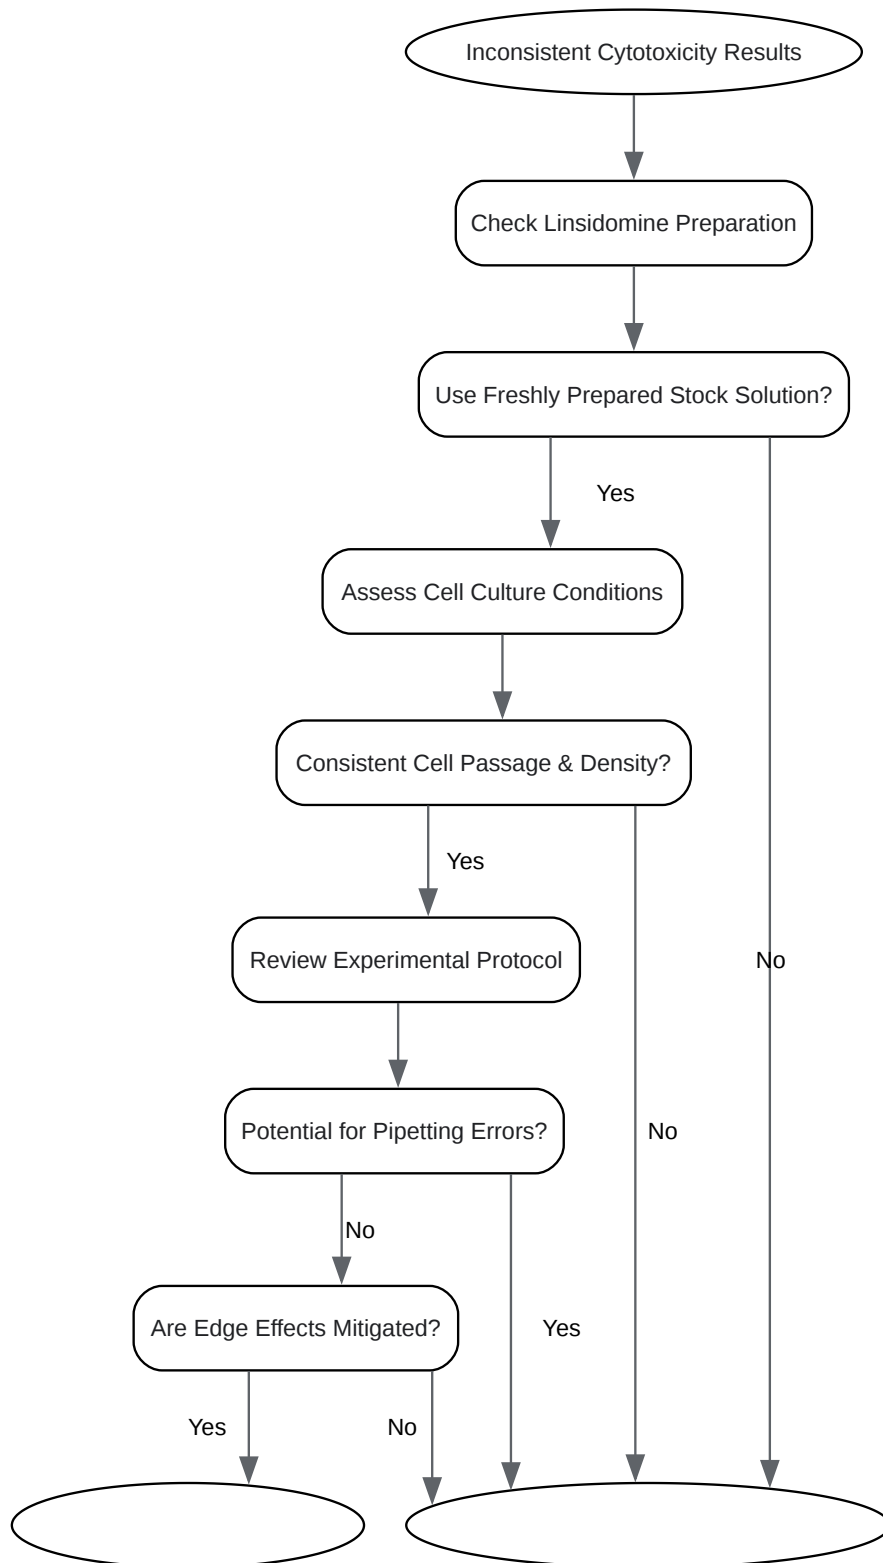 Inconsistent Cytotoxicity Results
Check Linsidomine Preparation
Use Freshly Prepared Stock Solution?
Yes
Assess Cell Culture Conditions
Consistent Cell Passage & Density?
Yes
Review Experimental Protocol
No
Potential for Pipetting Errors?
No
No
Are Edge Effects Mitigated?
Yes
Yes
No